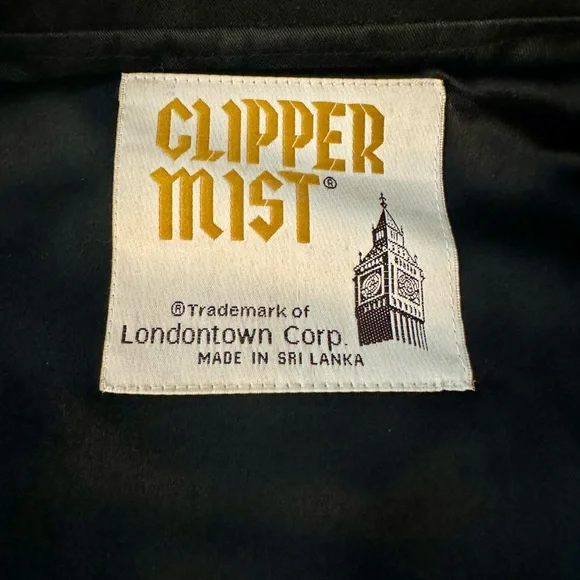 CLIPPER
MIST®
®Trademark of
Londontown Corp.
MADE IN SRI LANKA